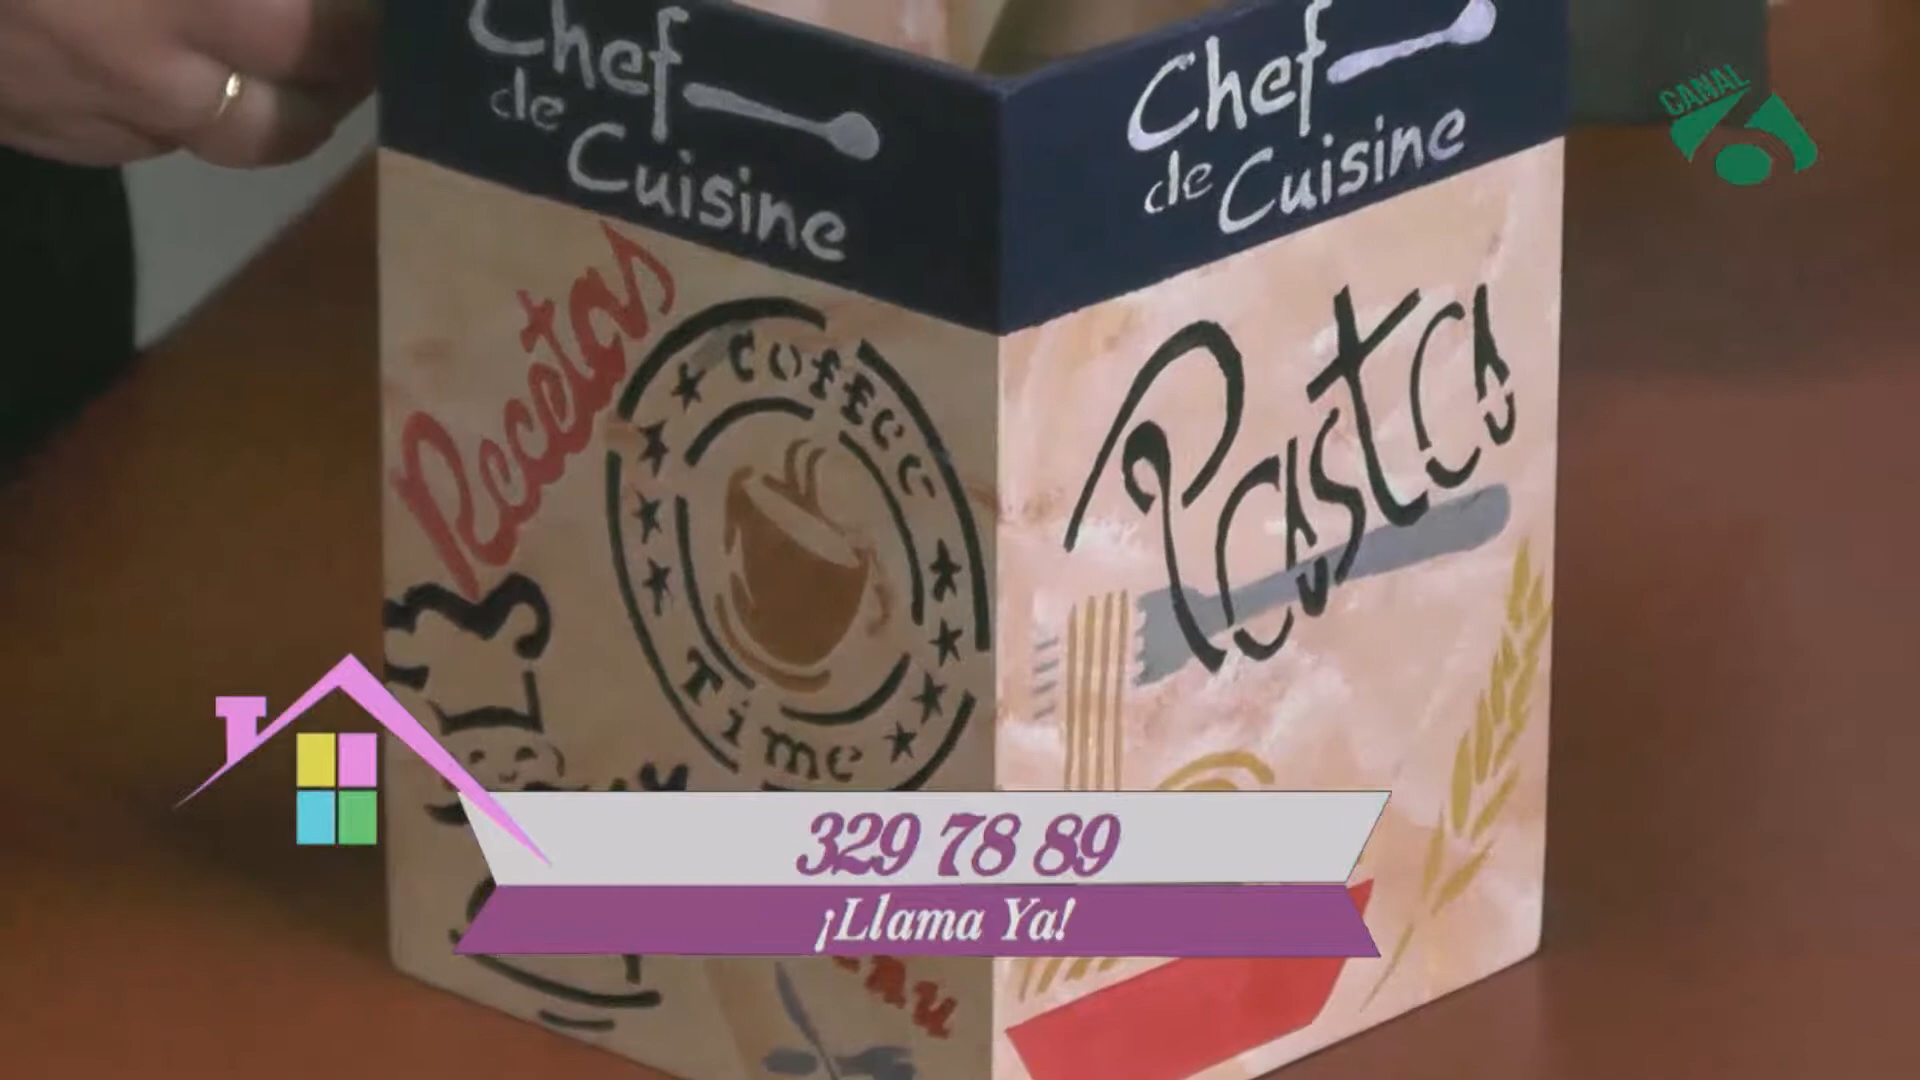 Chef
de
Cuisine
Chef
de Cuisine
CANAL
Recetas
Coffee
Time
Pasta
329 78 89
¡Llama Ya!